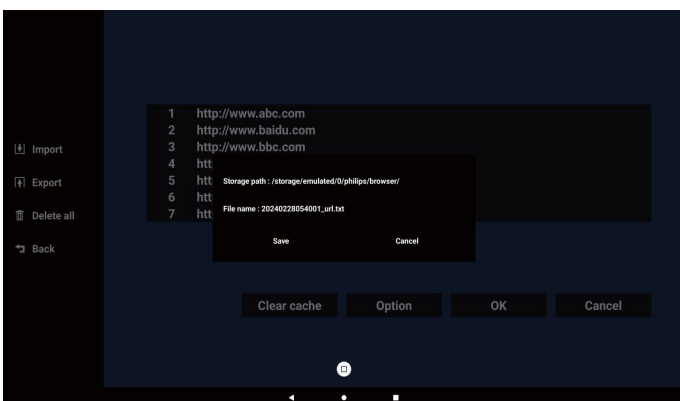 Import
Export
Delete all
Back
1 http://www.abc.com
2 http://www.baidu.com
3 http://www.bbc.com
4 htt
5 htt
6 htt
7 htt
Storage path : /storage/emulated/0/philips/browser/
File name : 20240228054001_url.txt
Save Cancel
Clear cache Option OK Cancel